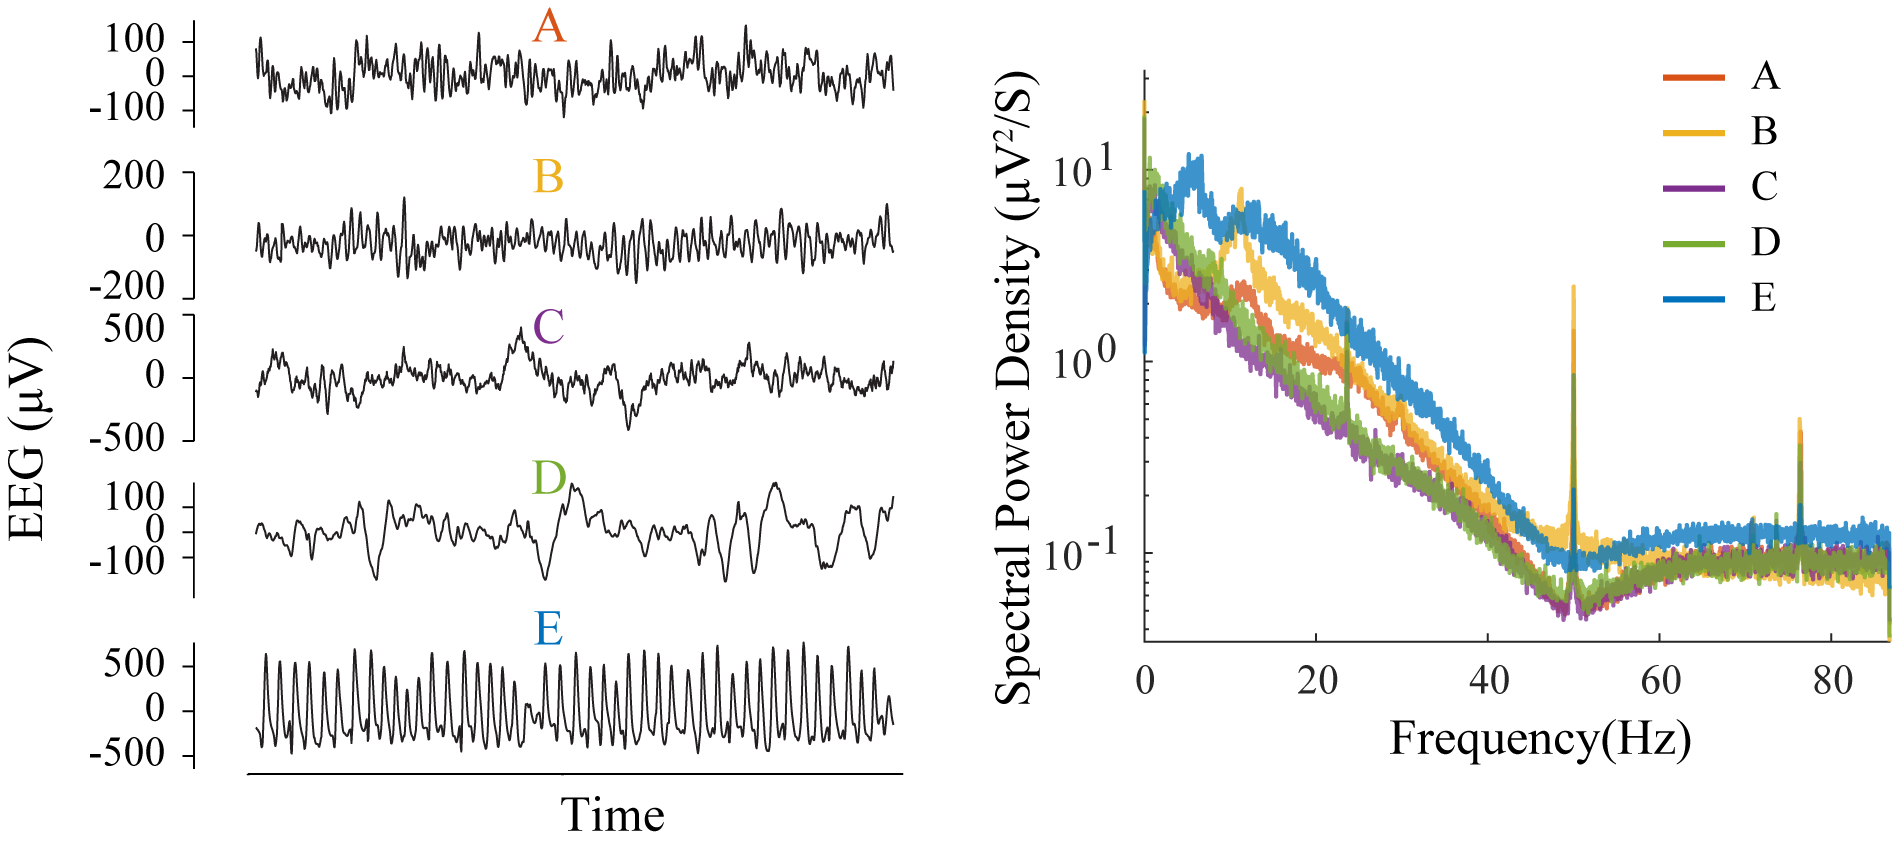 EEG (μV)
A
100
0
-100
B
200
0
-200
C
500
0
-500
D
100
0
-100
E
500
0
-500
Time
Spectral Power Density (μV²/S)
10¹
10⁰
10⁻¹
0 20 40 60 80
Frequency(Hz)
A
B
C
D
E